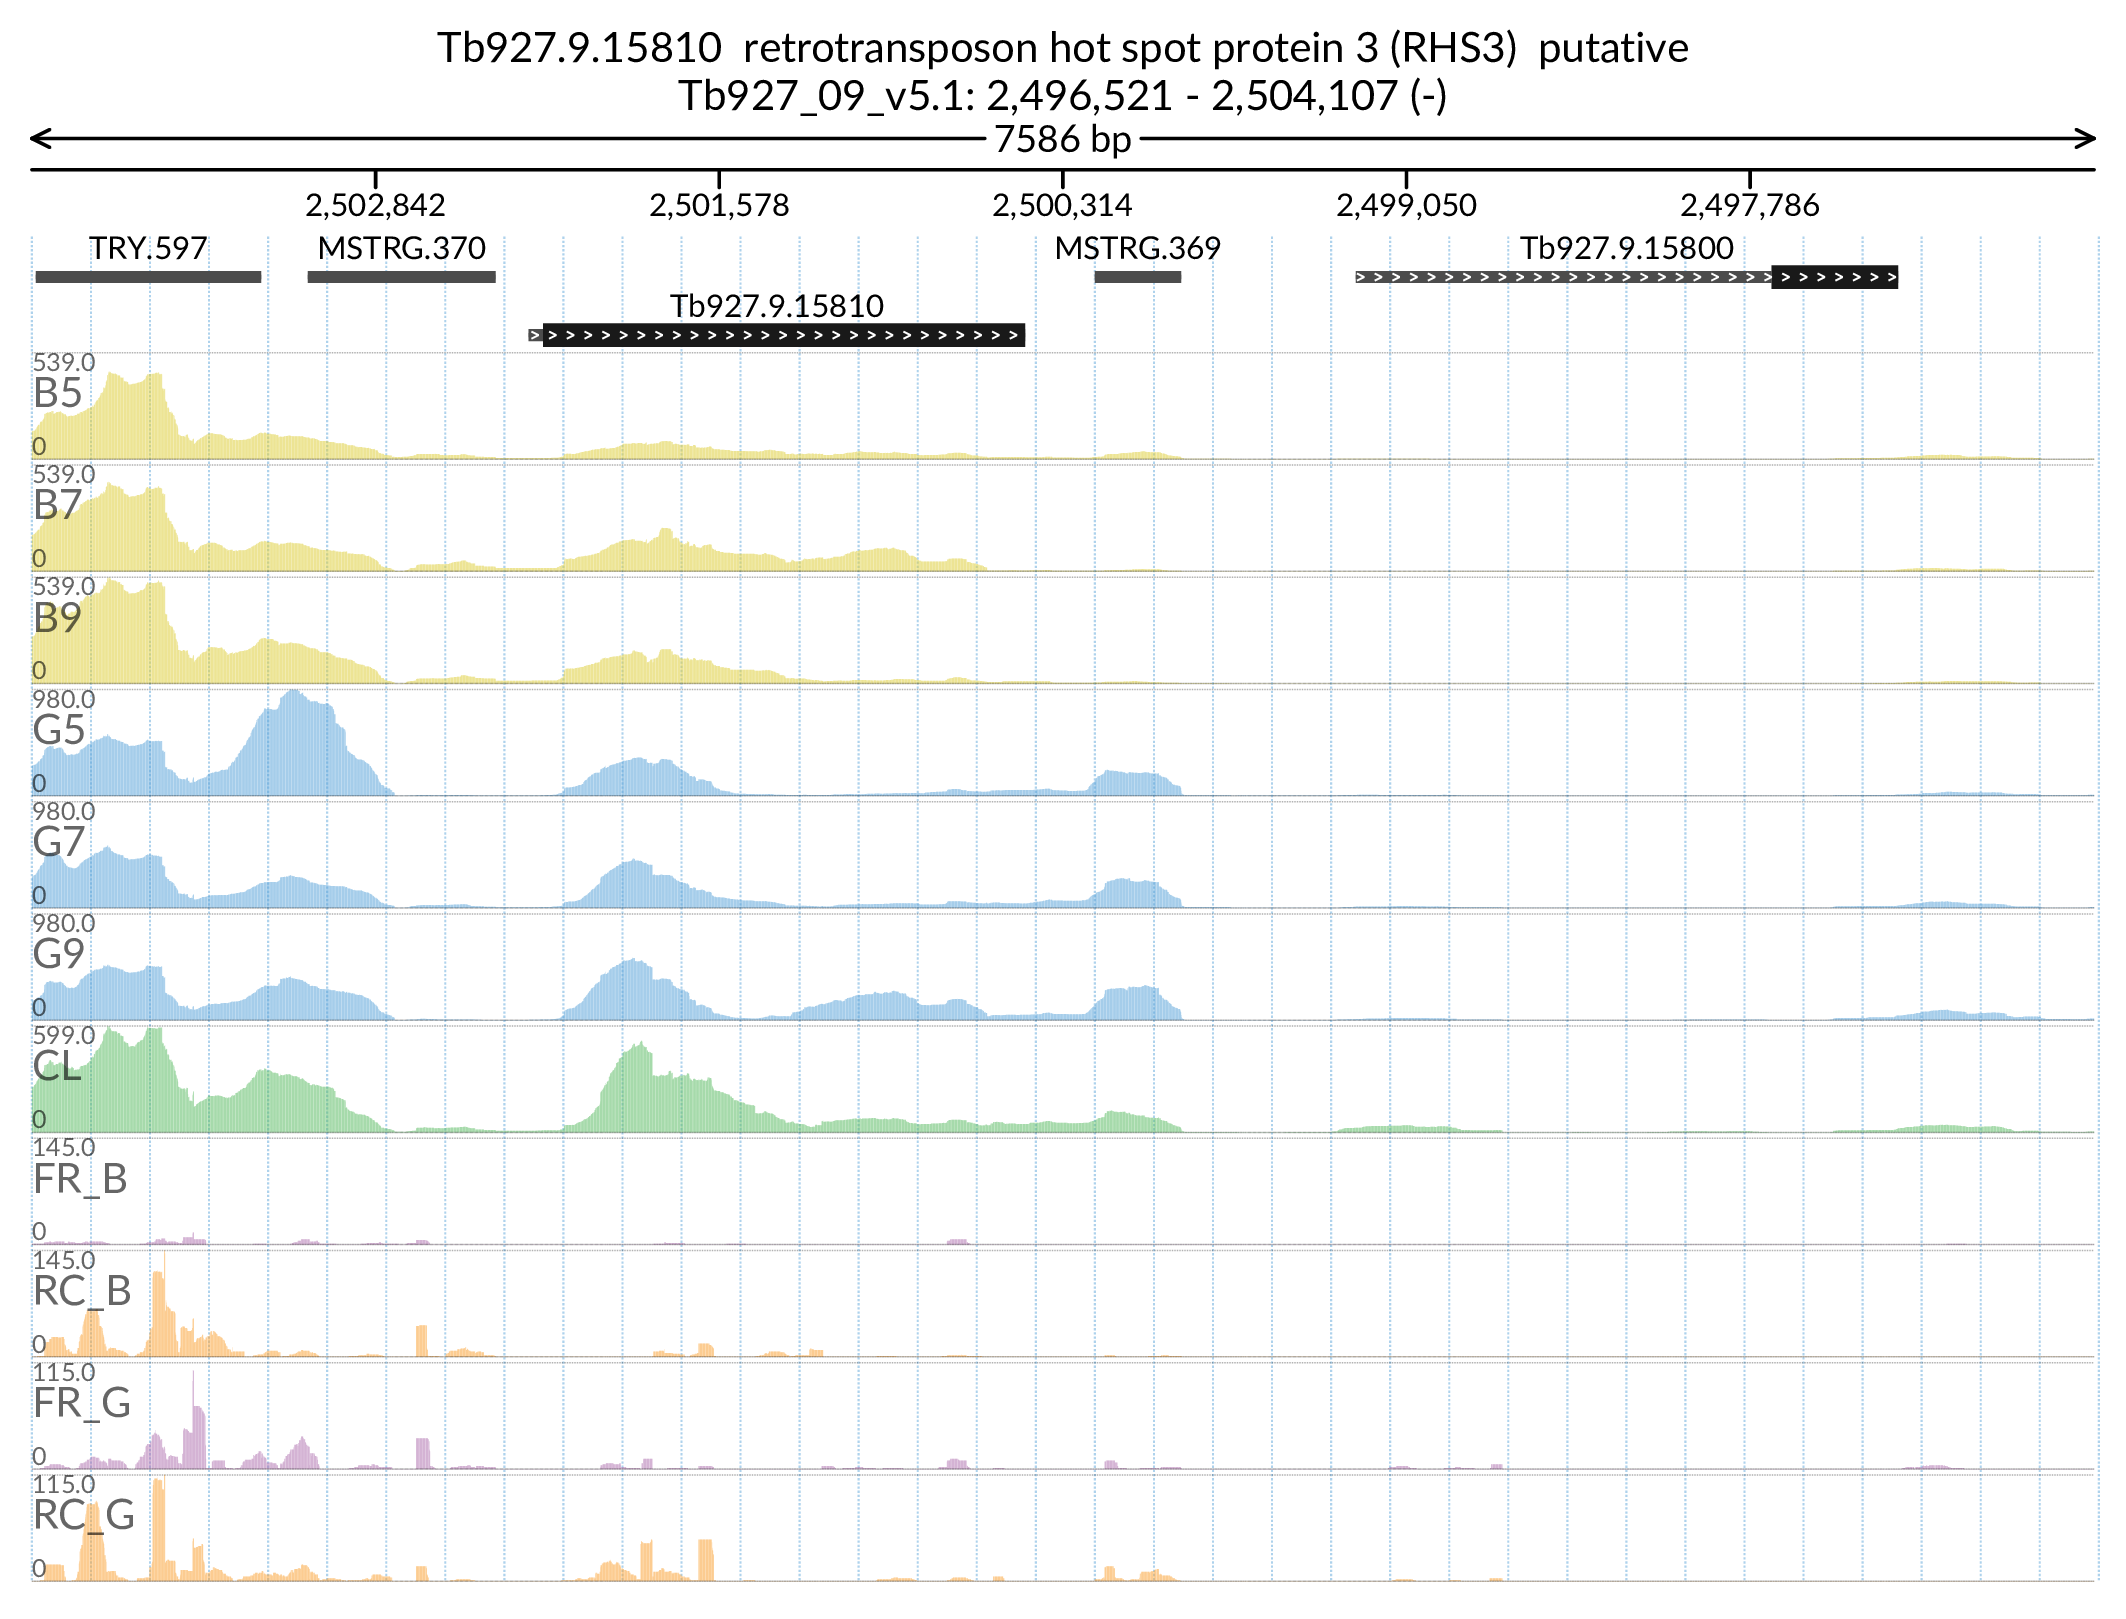 Tb927.9.15810  retrotransposon hot spot protein 3 (RHS3)  putative
Tb927_09_v5.1: 2,496,521 - 2,504,107 (-)
7586 bp
2,502,842 2,501,578 2,500,314 2,499,050 2,497,786
TRY.597 MSTRG.370 MSTRG.369 Tb927.9.15800
Tb927.9.15810
539.0
B5
0
539.0
B7
0
539.0
B9
0
980.0
G5
0
980.0
G7
0
980.0
G9
0
599.0
CL
0
145.0
FR_B
0
145.0
RC_B
0
115.0
FR_G
0
115.0
RC_G
0